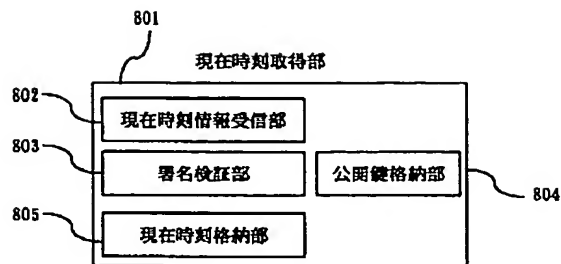 801
現在時刻取得部
802
現在時刻情報受信部
803
署名検証部
公開鍵格納部
804
805
現在時刻格納部